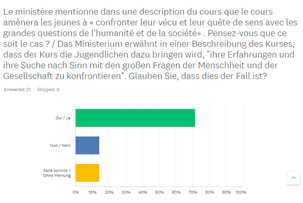 Le ministère mentionne dans une description du cours que le cours
amènera les jeunes à « confronter leur vécu et leur quête de sens avec les
grandes questions de l'humanité et de la société» . Pensez-vous que ce
soit le cas ? / Das Ministerium erwähnt in einer Beschreibung des Kurses,
dass der Kurs die Jugendlichen dazu bringen wird, "ihre Erfahrungen und
ihre Suche nach Sinn mit den großen Fragen der Menschheit und der
Gesellschaft zu konfrontieren". Glauben Sie, dass dies der Fall ist?
Answered: 21 Skipped: 0
Oui / Ja
Non / Nein
Sans opinion /
Ohne Meinung
0% 10% 20% 30% 40% 50% 60% 70% 80% 90% 100%